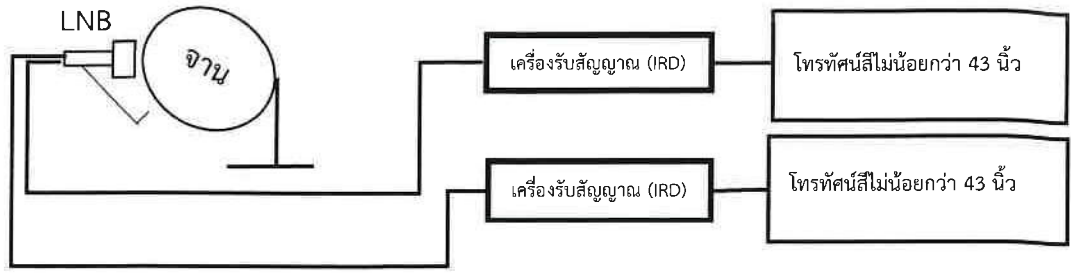 LNB
จาน
เครื่องรับสัญญาณ (IRD)
โทรทัศน์สีไม่น้อยกว่า 43 นิ้ว
เครื่องรับสัญญาณ (IRD)
โทรทัศน์สีไม่น้อยกว่า 43 นิ้ว